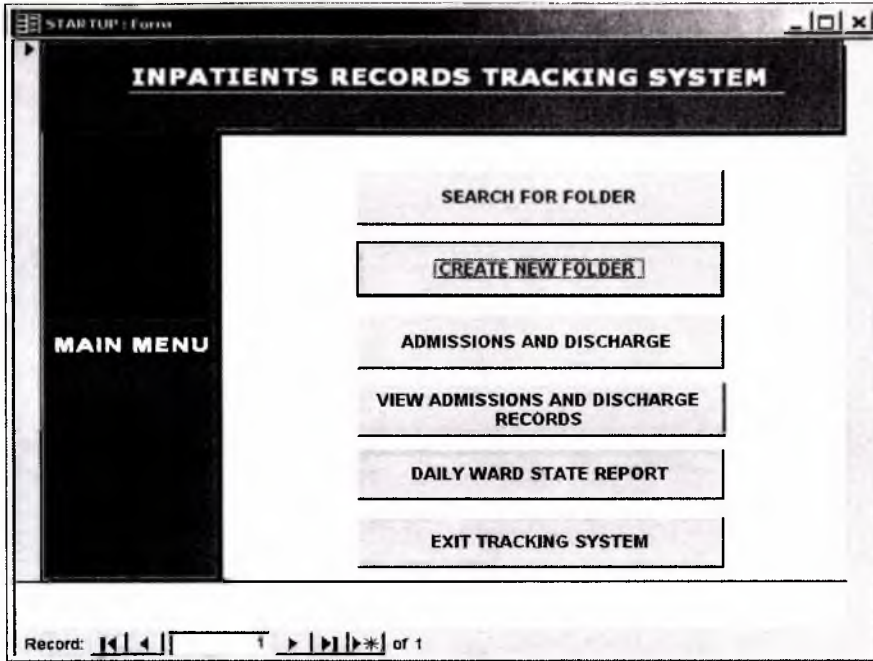 STARTUP : Form
INPATIENTS RECORDS TRACKING SYSTEM
MAIN MENU
SEARCH FOR FOLDER
CREATE NEW FOLDER
ADMISSIONS AND DISCHARGE
VIEW ADMISSIONS AND DISCHARGE
RECORDS
DAILY WARD STATE REPORT
EXIT TRACKING SYSTEM
Record: 1 of 1